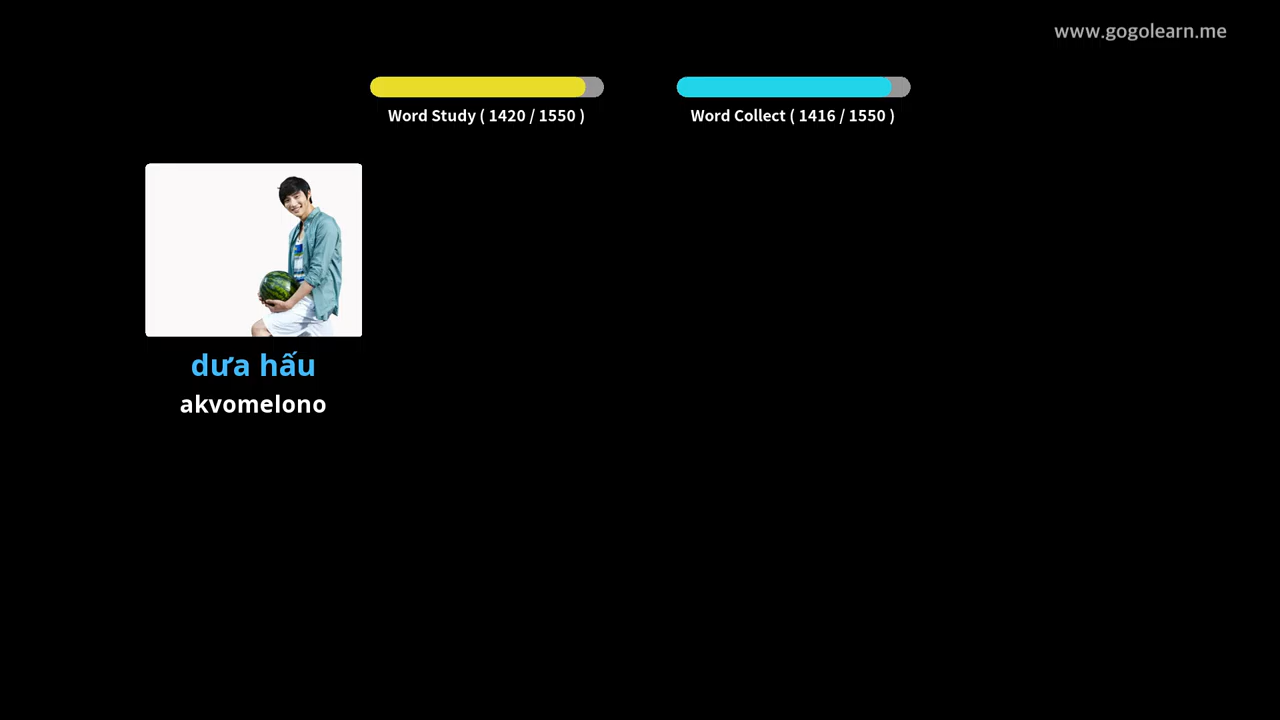 www.gogolearn.me
Word Study ( 1420 / 1550 )
Word Collect ( 1416 / 1550 )
dưa hấu
akvomelono